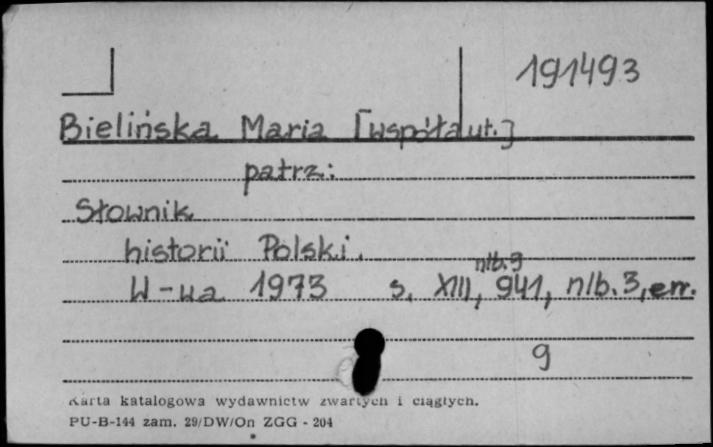 191493
Bielińska Maria [współaut.]
patrz:
Słownik
historii Polski.
nlb. 9
W-wa 1973 s. XIII, 941, nlb. 3, err.
9
Karta katalogowa wydawnictw zwartych i ciągłych.
PU-B-144 zam. 29/DW/On ZGG - 204